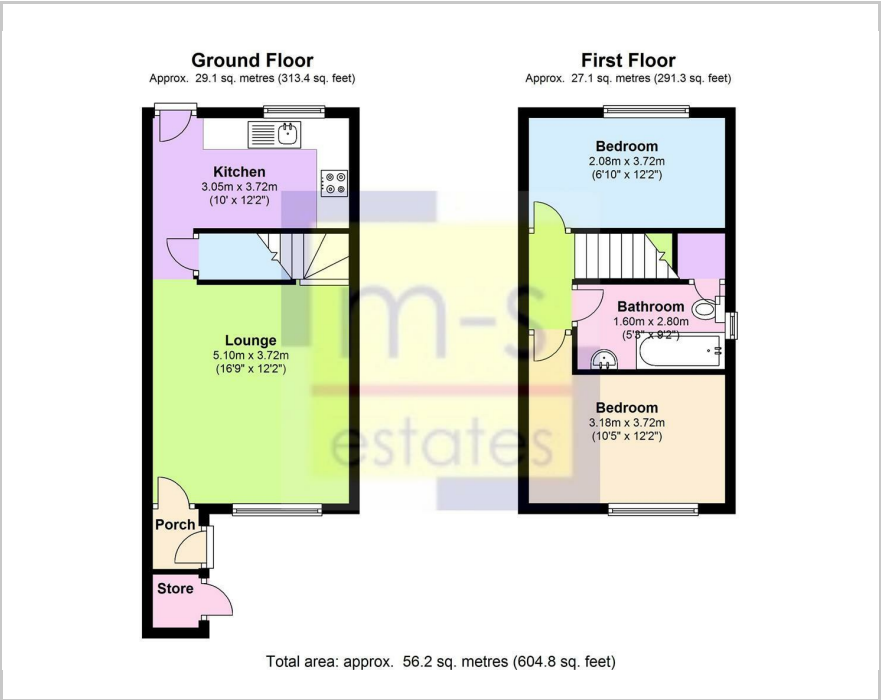 Ground Floor
Approx. 29.1 sq. metres (313.4 sq. feet)
Kitchen
3.05m x 3.72m
(10' x 12'2")
Lounge
5.10m x 3.72m
(16'9" x 12'2")
Porch
Store
First Floor
Approx. 27.1 sq. metres (291.3 sq. feet)
Bedroom
2.08m x 3.72m
(6'10" x 12'2")
Bathroom
1.60m x 2.80m
(5'3" x 9'2")
Bedroom
3.18m x 3.72m
(10'5" x 12'2")
m-s
estates
Total area: approx. 56.2 sq. metres (604.8 sq. feet)